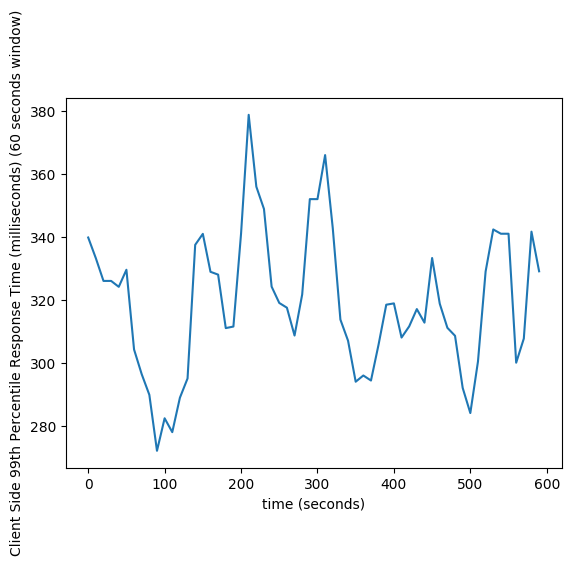 Client Side 99th Percentile Response Time (milliseconds) (60 seconds window)
380
360
340
320
300
280
0 100 200 300 400 500 600
time (seconds)